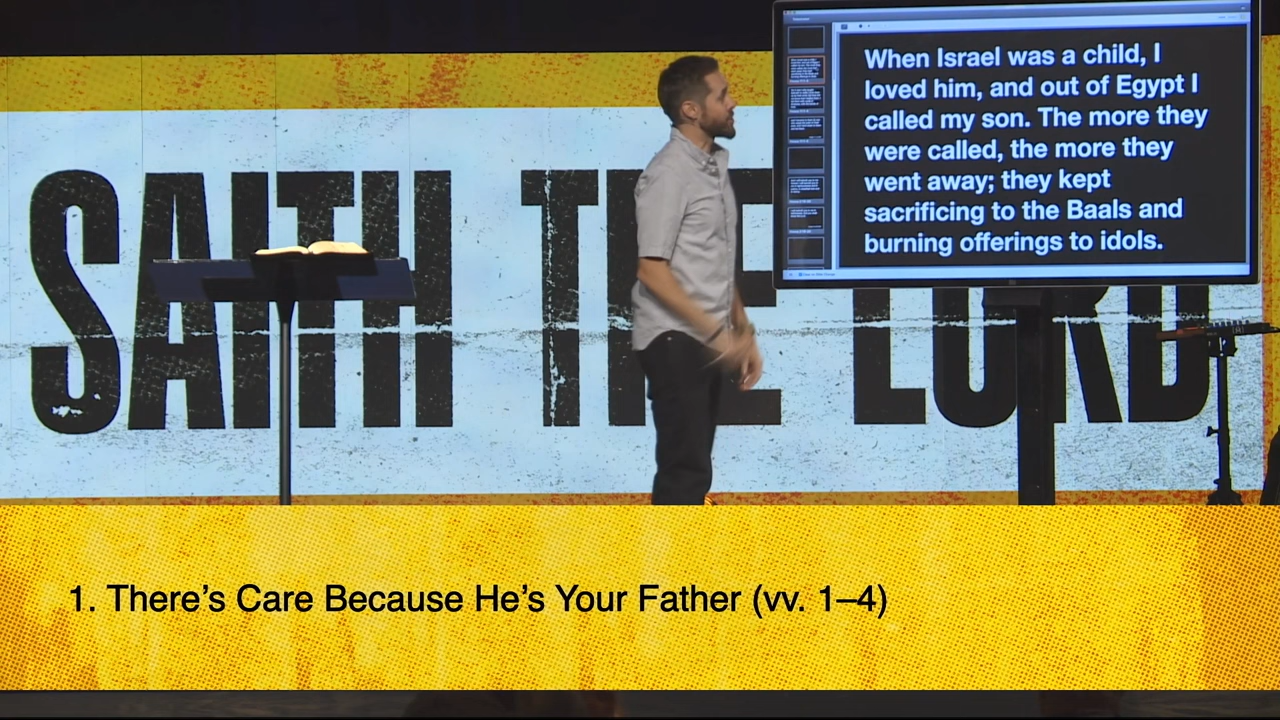 SAITH THE LORD
When Israel was a child, I
loved him, and out of Egypt I
called my son. The more they
were called, the more they
went away; they kept
sacrificing to the Baals and
burning offerings to idols.
1. There’s Care Because He’s Your Father (vv. 1–4)